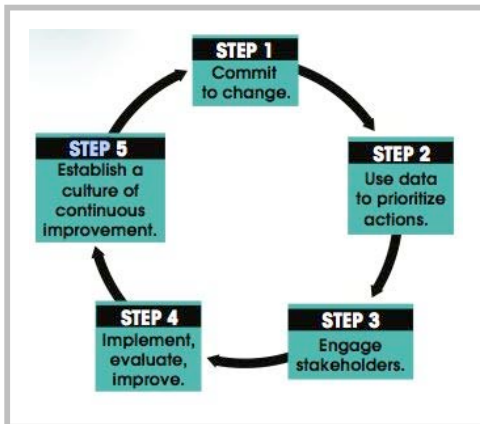 STEP 1
Commit
to change.
STEP 2
Use data
to prioritize
actions.
STEP 3
Engage
stakeholders.
STEP 4
Implement,
evaluate,
improve.
STEP 5
Establish a
culture of
continuous
improvement.